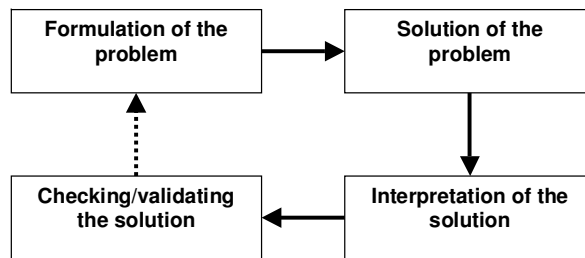 Formulation of the
problem
Solution of the
problem
Checking/validating
the solution
Interpretation of the
solution